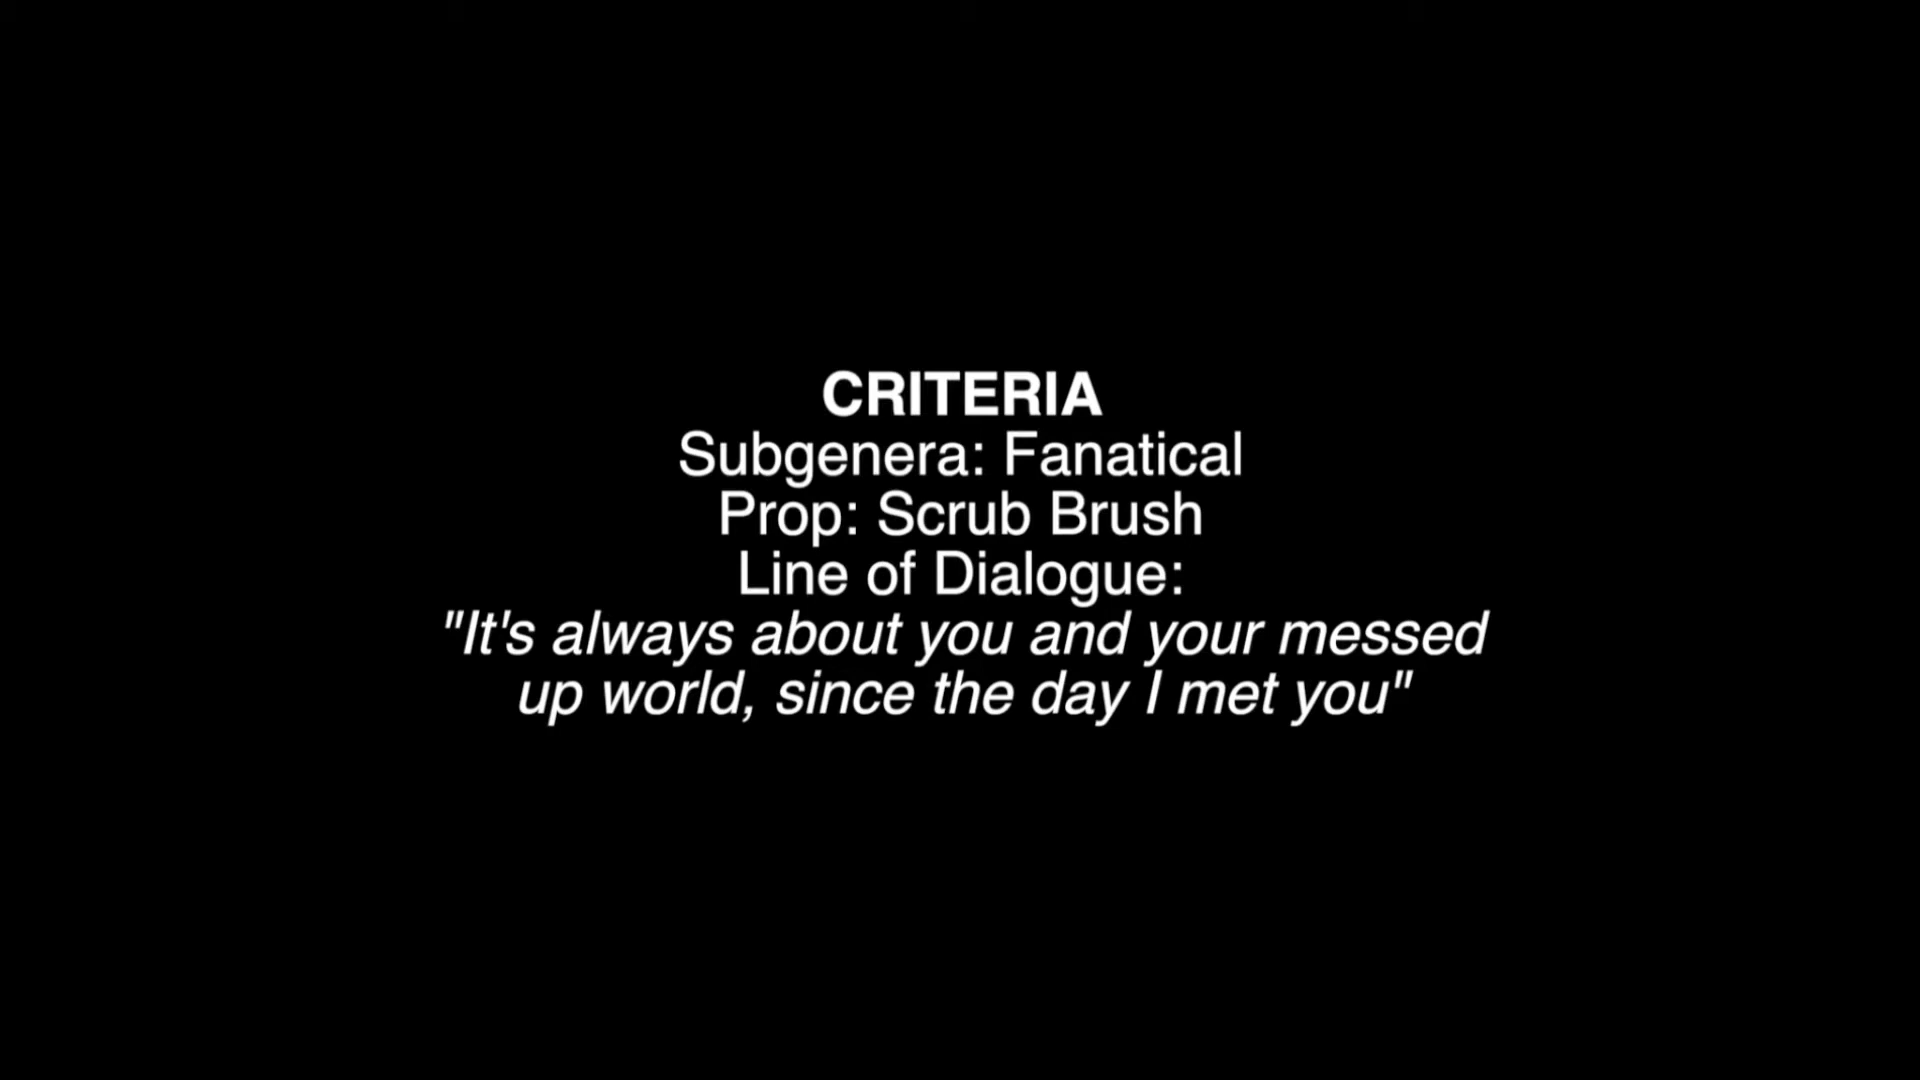 CRITERIA
Subgenera: Fanatical
Prop: Scrub Brush
Line of Dialogue:
"It's always about you and your messed
up world, since the day I met you"